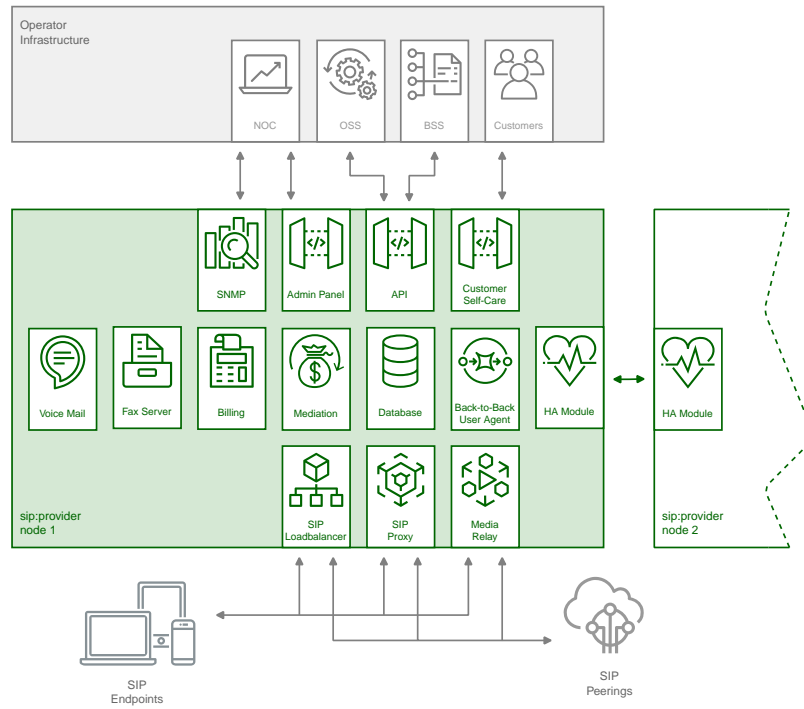 Operator
Infrastructure
NOC
OSS
BSS
Customers
SNMP
Admin Panel
API
Customer
Self-Care
Voice Mail
Fax Server
Billing
$
Mediation
Database
Back-to-Back
User Agent
HA Module
HA Module
</>
</>
</>
sip:provider
node 1
SIP
Loadbalancer
SIP
Proxy
Media
Relay
sip:provider
node 2
SIP
Endpoints
SIP
Peerings